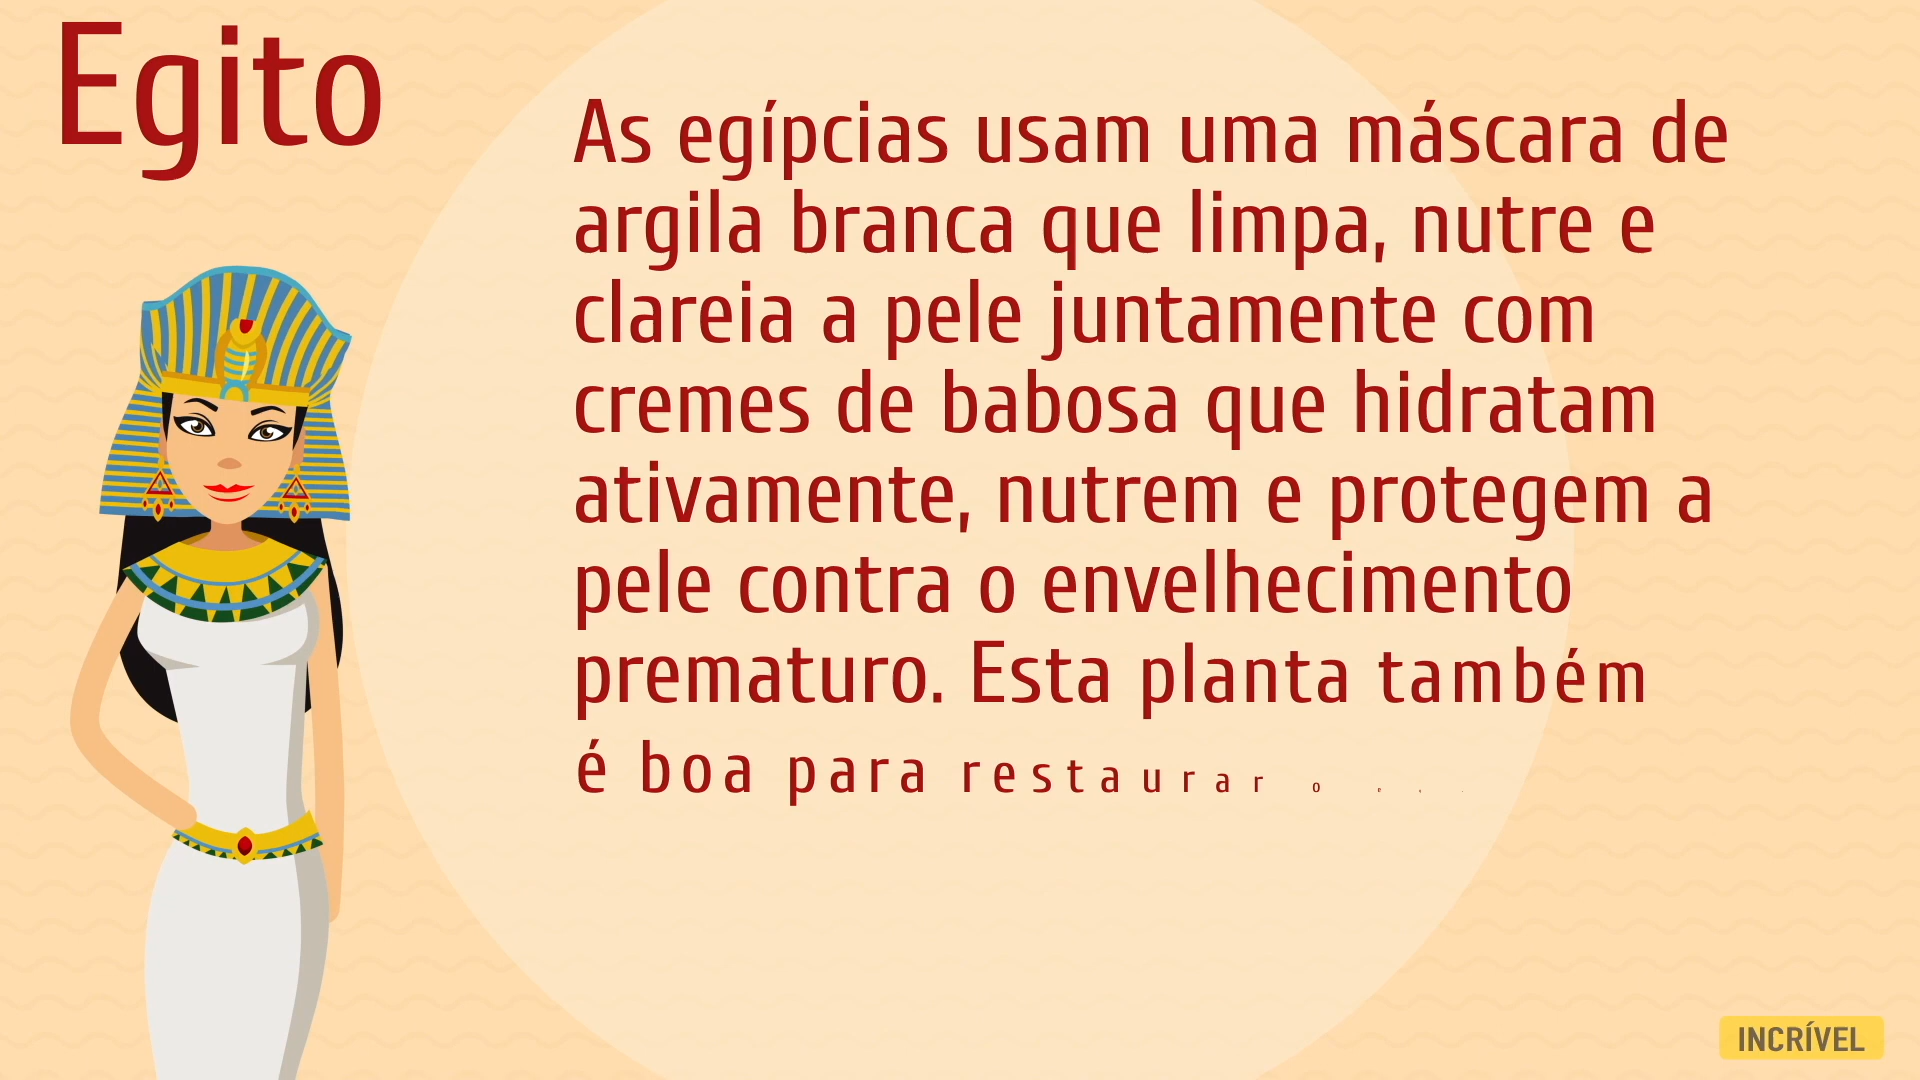 Egito
As egípcias usam uma máscara de
argila branca que limpa, nutre e
clareia a pele juntamente com
cremes de babosa que hidratam
ativamente, nutrem e protegem a
pele contra o envelhecimento
prematuro. Esta planta também
é boa para restaurar o
INCRÍVEL